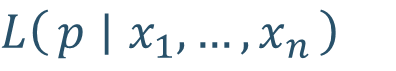 L( p | x₁, … , xₙ )